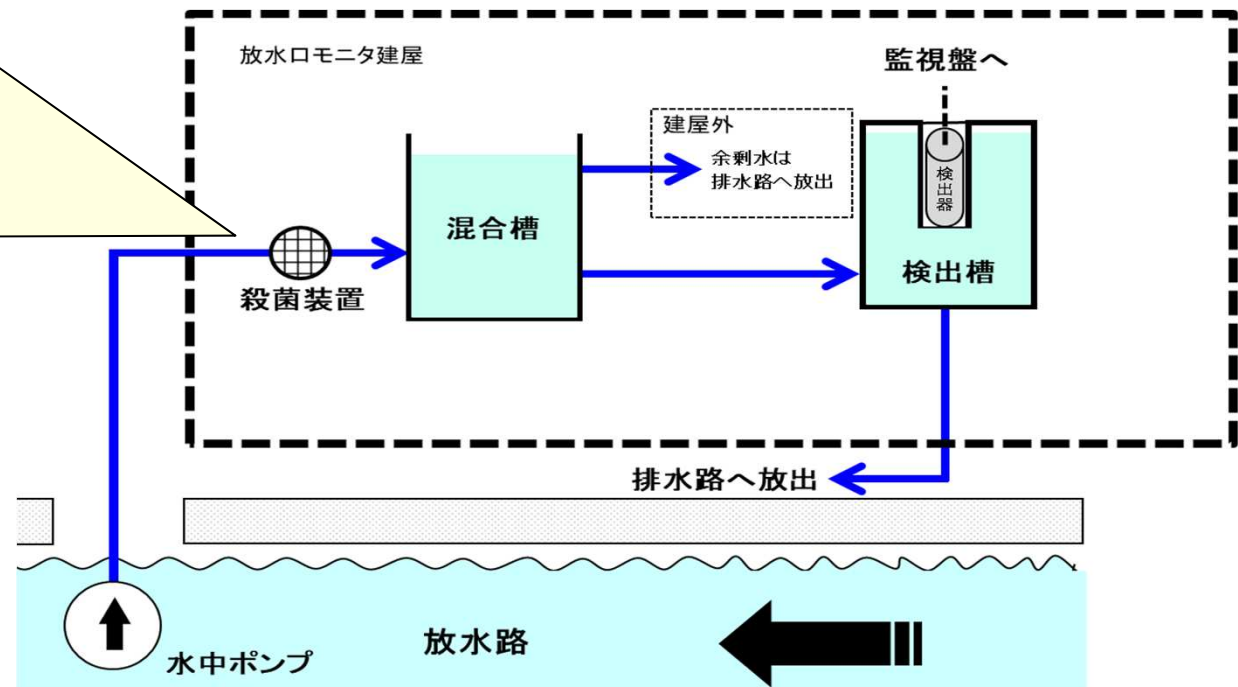 放水口モニタ建屋
監視盤へ
建屋外
余剰水は
排水路へ放出
検出器
混合槽
検出槽
殺菌装置
排水路へ放出
放水路
水中ポンプ